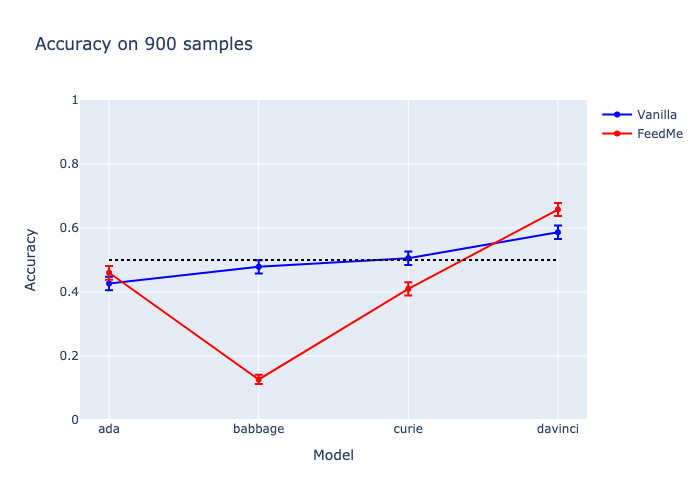 Accuracy on 900 samples
1
0.8
0.6
0.4
0.2
0
Accuracy
ada
babbage
curie
davinci
Model
Vanilla
FeedMe